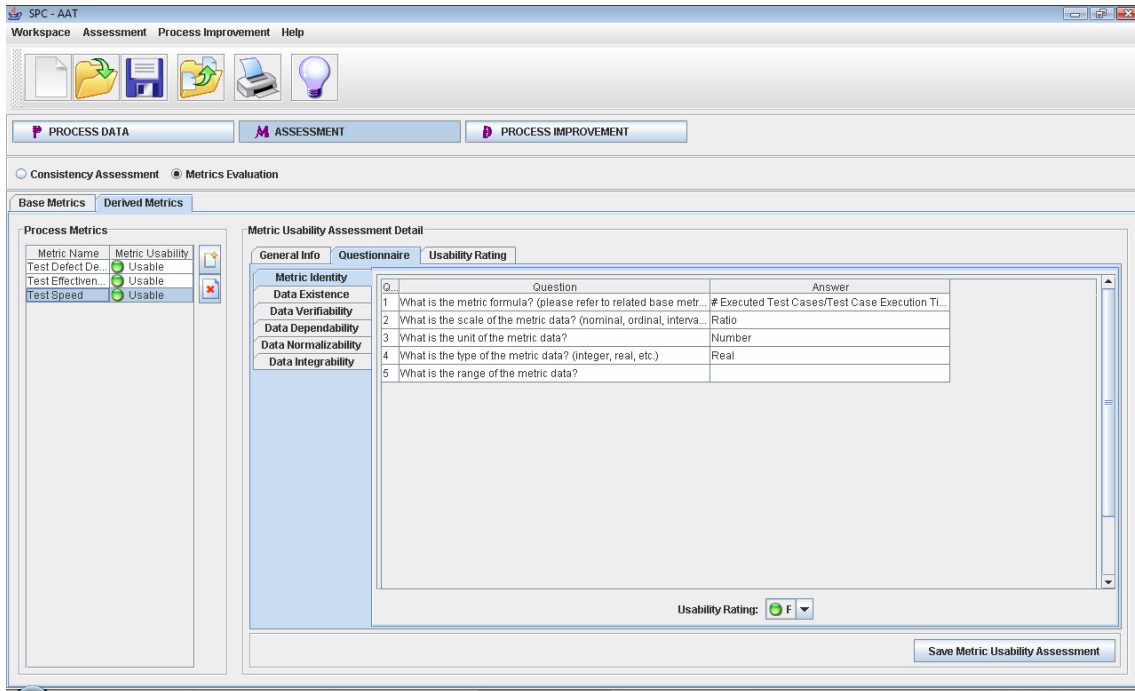 SPC - AAT
Workspace Assessment Process Improvement Help
P PROCESS DATA M ASSESSMENT PROCESS IMPROVEMENT
Consistency Assessment Metrics Evaluation
Base Metrics Derived Metrics
Process Metrics Metric Usability Assessment Detail
General Info Questionnaire Usability Rating
Metric Name Metric Usability
Test Defect De... Usable
Test Effectiven... Usable
Test Speed Usable
Metric Identity
Data Existence
Data Verifiability
Data Dependability
Data Normalizability
Data Integrability
Q... Question Answer
1 What is the metric formula? (please refer to related base metr... # Executed Test Cases/Test Case Execution Ti...
2 What is the scale of the metric data? (nominal, ordinal, interva... Ratio
3 What is the unit of the metric data? Number
4 What is the type of the metric data? (integer, real, etc.) Real
5 What is the range of the metric data?
Usability Rating: F
Save Metric Usability Assessment